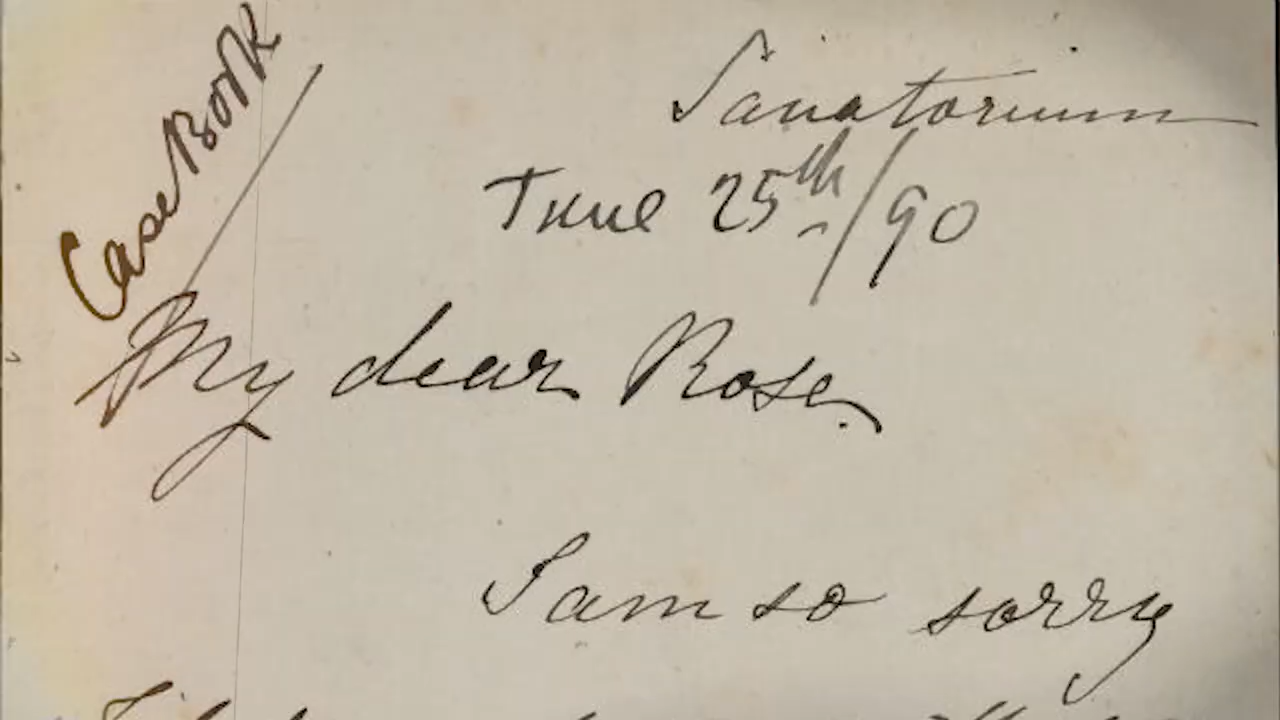 Case Book
Sanatorium
June 25th/90
My dear Rose.
I am so sorry